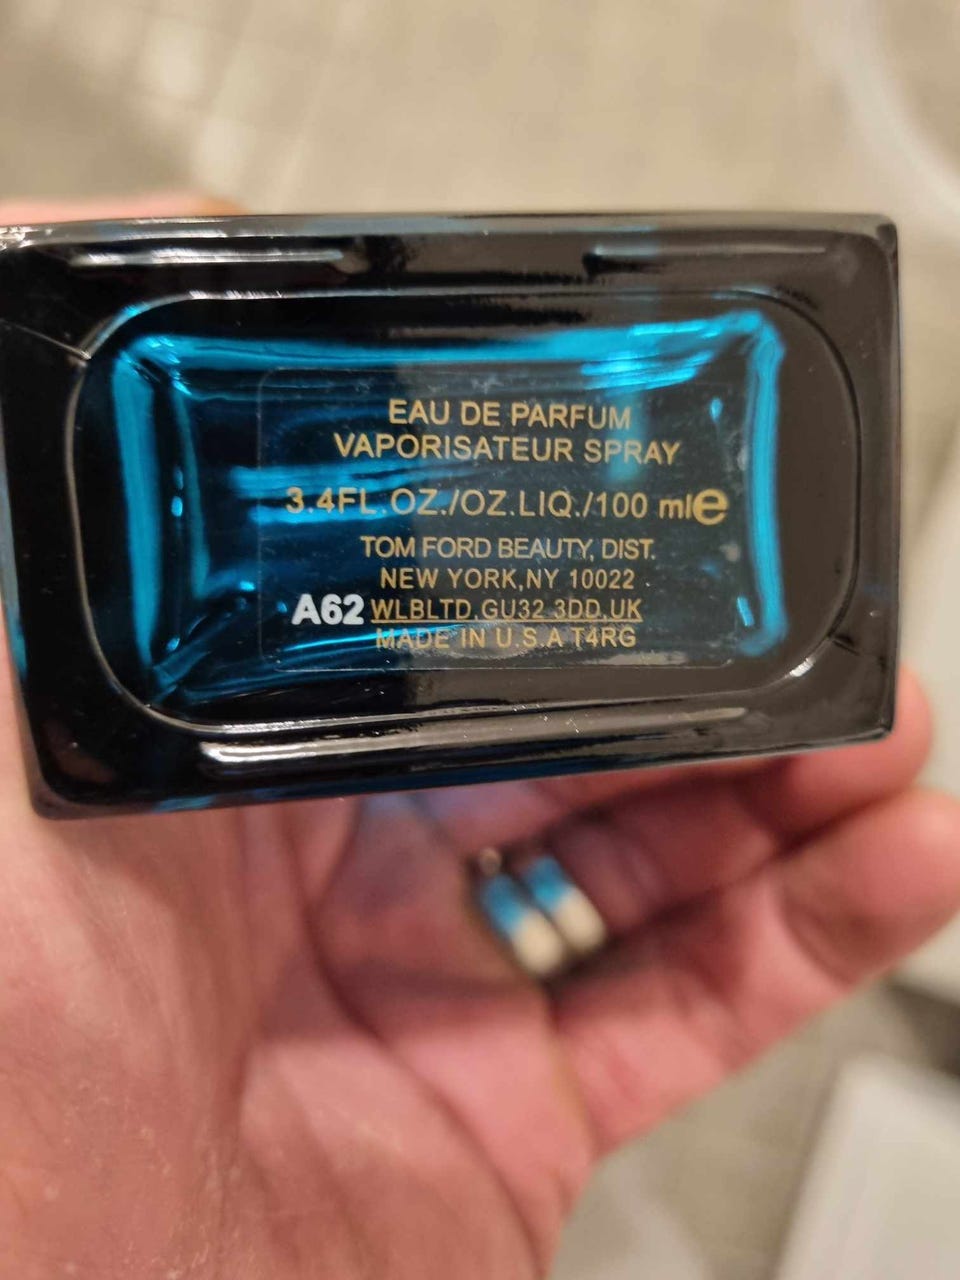 EAU DE PARFUM
VAPORISATEUR SPRAY
3.4FL.OZ./OZ.LIQ./100 ml℮
TOM FORD BEAUTY, DIST.
NEW YORK,NY 10022
A62 WLBLTD,GU32 3DD,UK
MADE IN U.S.A T4RG